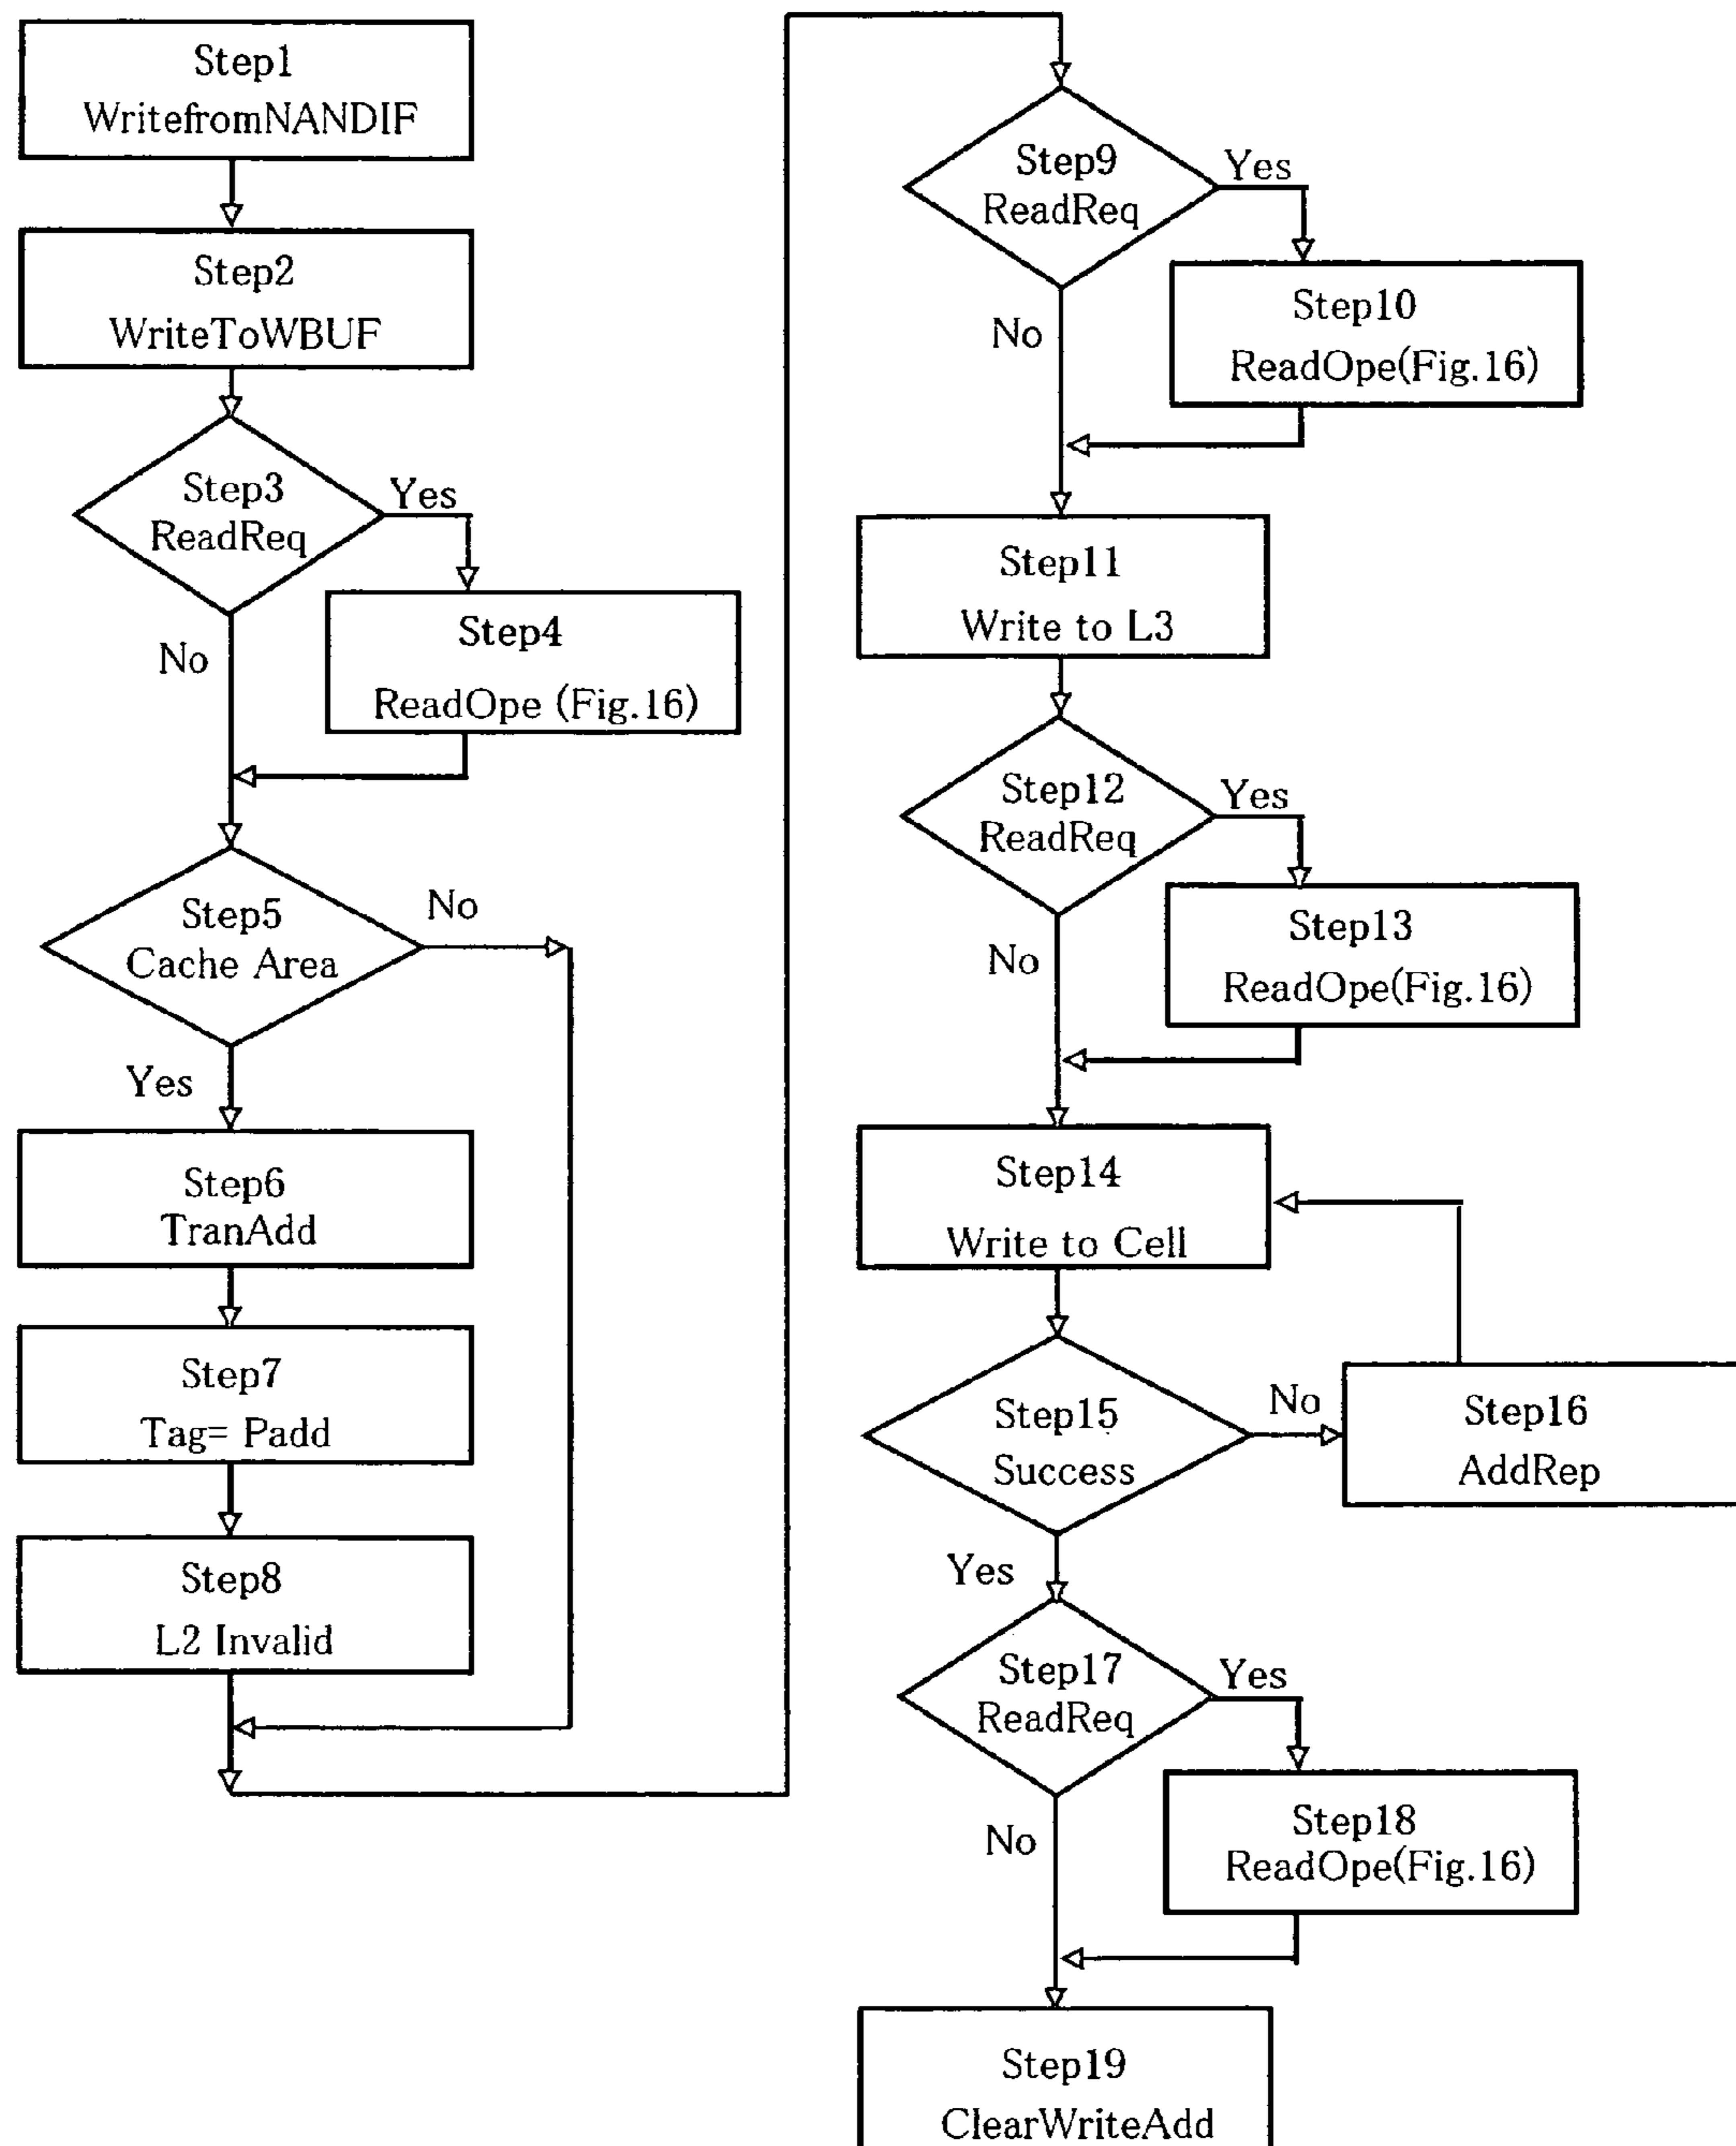 Step1
WritefromNANDIF
Step2
WriteToWBUF
Step3
ReadReq
Yes
No
Step4
ReadOpe (Fig.16)
Step5
Cache Area
No
Yes
Step6
TranAdd
Step7
Tag= Padd
Step8
L2 Invalid
Step9
ReadReq
Yes
No
Step10
ReadOpe(Fig.16)
Step11
Write to L3
Step12
ReadReq
Yes
No
Step13
ReadOpe(Fig.16)
Step14
Write to Cell
Step15
Success
No
Yes
Step16
AddRep
Step17
ReadReq
Yes
No
Step18
ReadOpe(Fig.16)
Step19
ClearWriteAdd